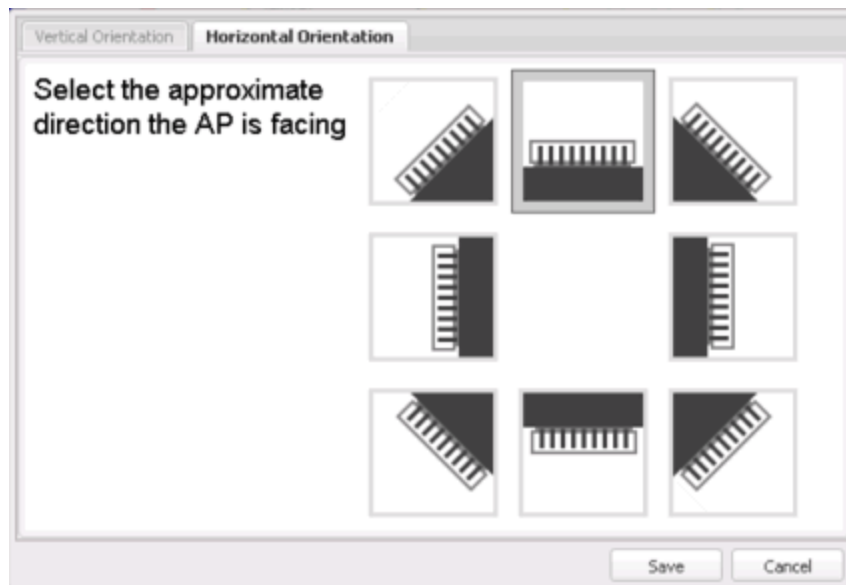 Vertical Orientation
Horizontal Orientation
Select the approximate
direction the AP is facing
Save
Cancel